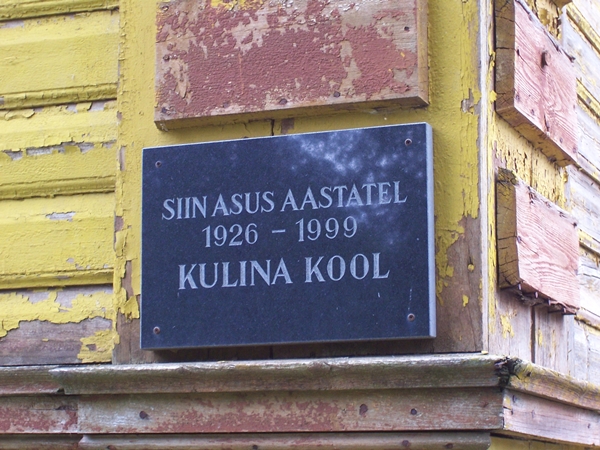 SIIN ASUS AASTATEL
1926 - 1999
KULINA KOOL